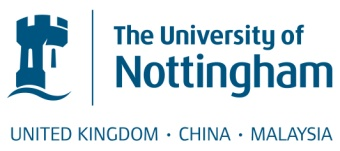 The University of
Nottingham
UNITED KINGDOM · CHINA · MALAYSIA